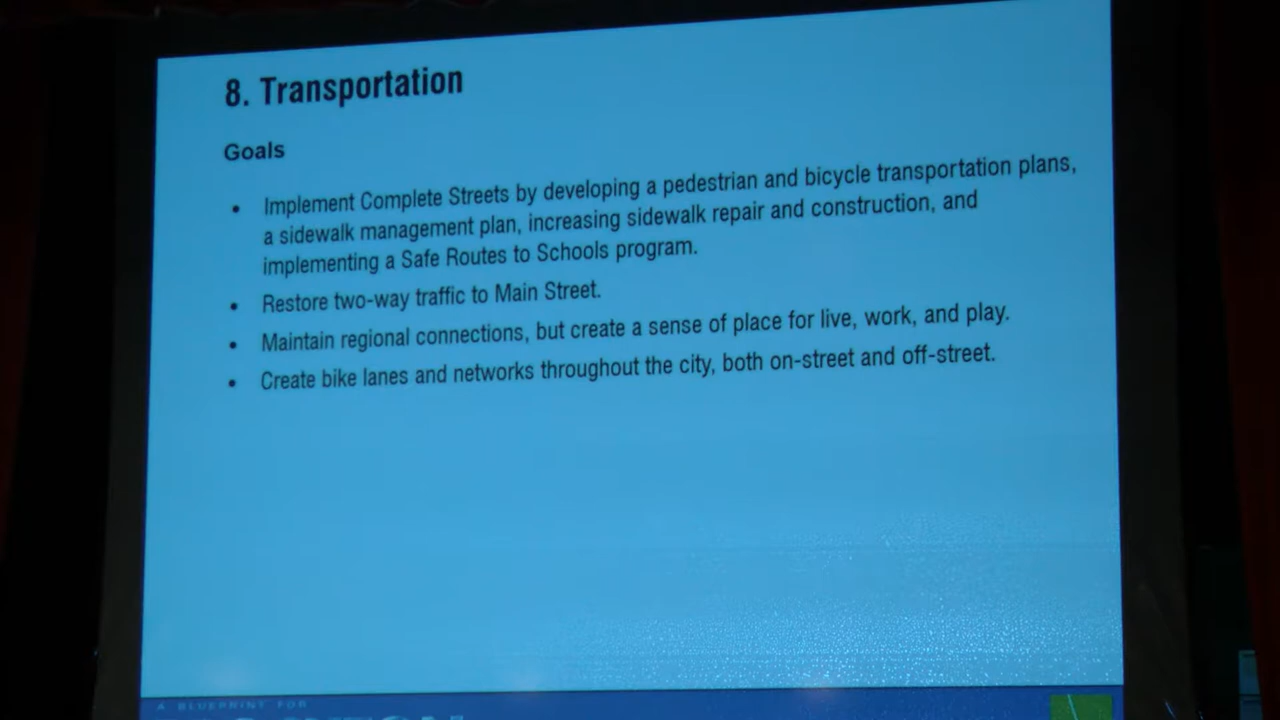 8. Transportation
Goals
• Implement Complete Streets by developing a pedestrian and bicycle transportation plans,
a sidewalk management plan, increasing sidewalk repair and construction, and
implementing a Safe Routes to Schools program.
• Restore two-way traffic to Main Street.
• Maintain regional connections, but create a sense of place for live, work, and play.
• Create bike lanes and networks throughout the city, both on-street and off-street.
A BLUEPRINT FOR